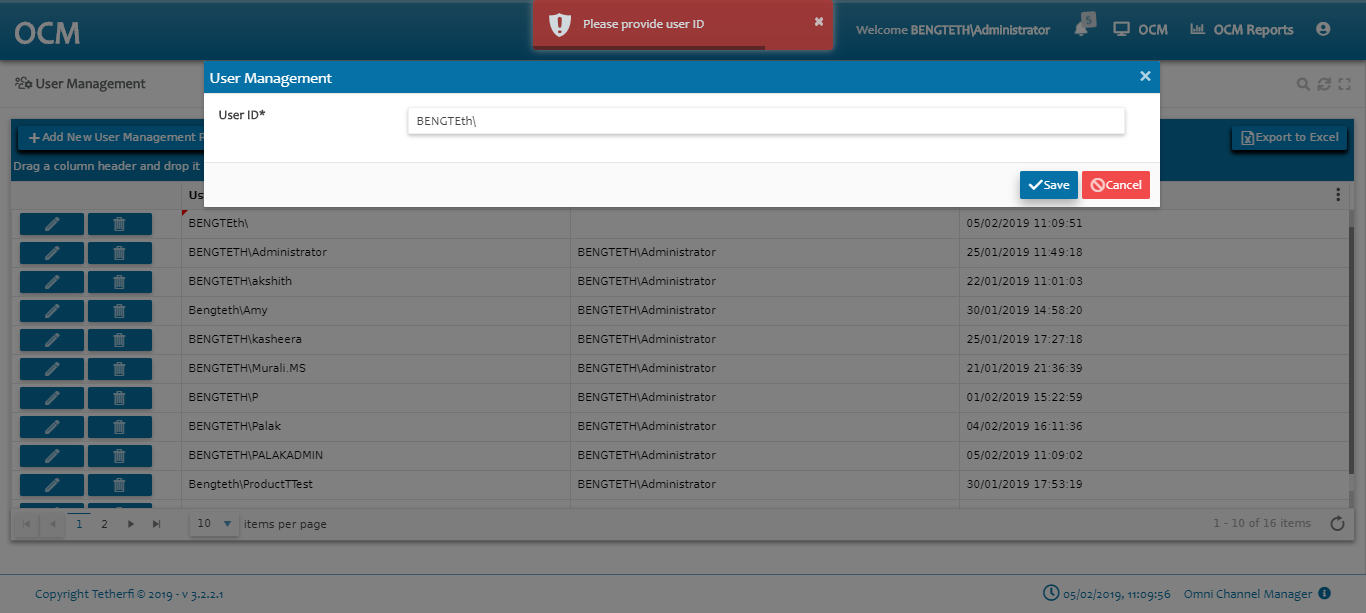 OCM
Please provide user ID
Welcome BENGTETH\Administrator
5
OCM
OCM Reports
User Management
User Management
User ID*
BENGTEth\
Save
Cancel
Add New User Management
Export to Excel
Drag a column header and drop it
Us
BENGTEth\ 05/02/2019 11:09:51
BENGTETH\Administrator BENGTETH\Administrator 25/01/2019 11:49:18
BENGTETH\akshith BENGTETH\Administrator 22/01/2019 11:01:03
Bengteth\Amy BENGTETH\Administrator 30/01/2019 14:58:20
BENGTETH\kasheera BENGTETH\Administrator 25/01/2019 17:27:18
BENGTETH\Murali.MS BENGTETH\Administrator 21/01/2019 21:36:39
BENGTETH\P BENGTETH\Administrator 01/02/2019 15:22:59
BENGTETH\Palak BENGTETH\Administrator 04/02/2019 16:11:36
BENGTETH\PALAKADMIN BENGTETH\Administrator 05/02/2019 11:09:02
Bengteth\ProductTTest BENGTETH\Administrator 30/01/2019 17:53:19
1 2 10 items per page
1 - 10 of 16 items
Copyright Tetherfi © 2019 - v 3.2.2.1
05/02/2019, 11:09:56 Omni Channel Manager